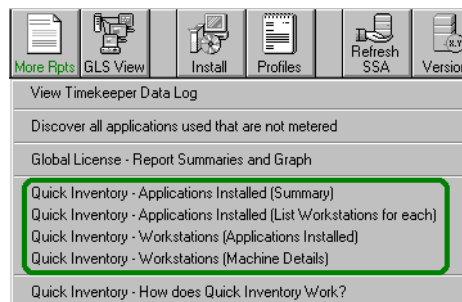 More Rpts GLS View Install Profiles Refresh SSA Version
View Timekeeper Data Log
Discover all applications used that are not metered
Global License - Report Summaries and Graph
Quick Inventory - Applications Installed (Summary)
Quick Inventory - Applications Installed (List Workstations for each)
Quick Inventory - Workstations (Applications Installed)
Quick Inventory - Workstations (Machine Details)
Quick Inventory - How does Quick Inventory Work?